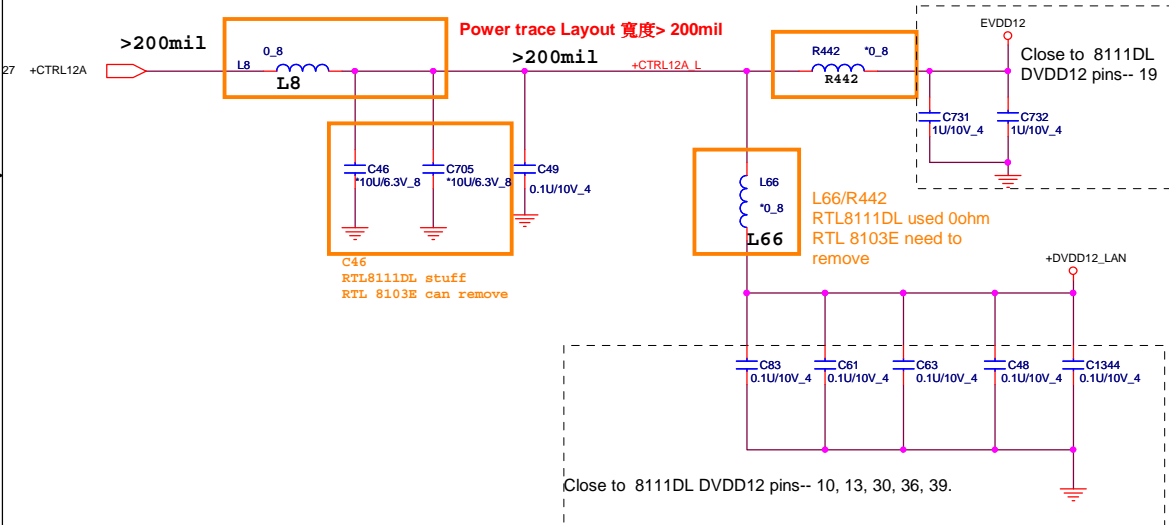 Power trace Layout 寬度> 200mil
>200mil
27 +CTRL12A
L8
0_8
L8
>200mil
+CTRL12A_L
R442 *0_8
R442
EVDD12
Close to 8111DL
DVDD12 pins-- 19
C731
1U/10V_4
C732
1U/10V_4
C46
*10U/6.3V_8
C705
*10U/6.3V_8
C49
0.1U/10V_4
C46
RTL8111DL stuff
RTL 8103E can remove
L66
*0_8
L66
L66/R442
RTL8111DL used 0ohm
RTL 8103E need to
remove
+DVDD12_LAN
C83
0.1U/10V_4
C61
0.1U/10V_4
C63
0.1U/10V_4
C48
0.1U/10V_4
C1344
0.1U/10V_4
Close to 8111DL DVDD12 pins-- 10, 13, 30, 36, 39.